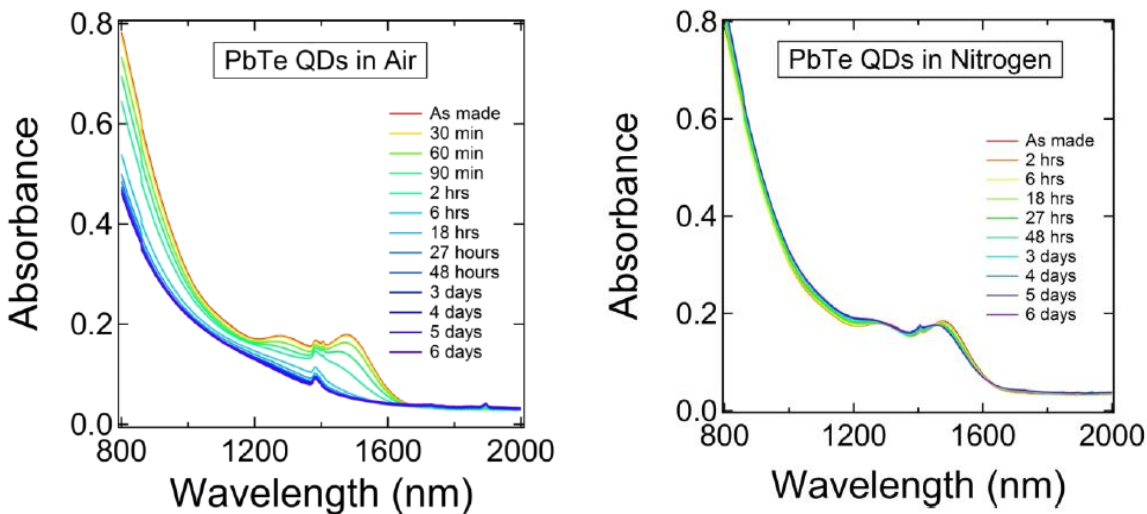 0.8
0.6
0.4
0.2
0.0
Absorbance
PbTe QDs in Air
As made
30 min
60 min
90 min
2 hrs
6 hrs
18 hrs
27 hours
48 hours
3 days
4 days
5 days
6 days
800 1200 1600 2000
Wavelength (nm)
0.8
0.6
0.4
0.2
0.0
Absorbance
PbTe QDs in Nitrogen
As made
2 hrs
6 hrs
18 hrs
27 hrs
48 hrs
3 days
4 days
5 days
6 days
800 1200 1600 2000
Wavelength (nm)